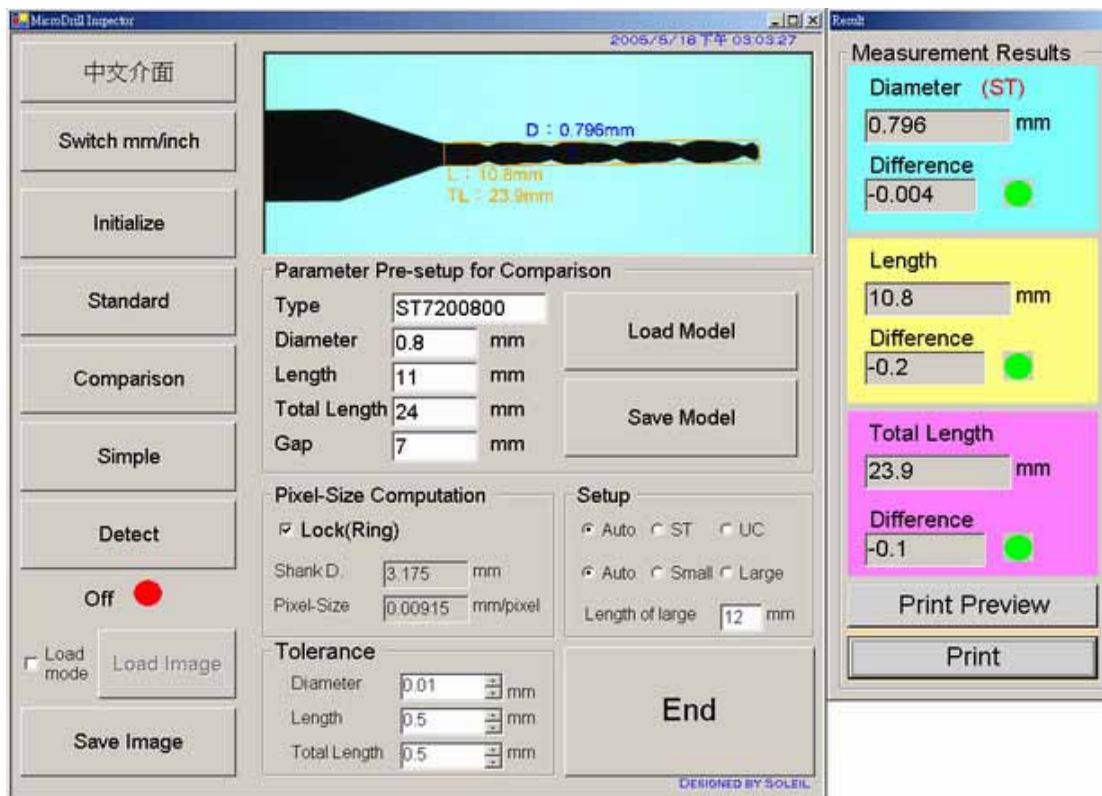 MicroDrill Inspector
2005/5/18 下午 03:03:27
中文介面
Switch mm/inch
Initialize
Standard
Comparison
Simple
Detect
Off
Load mode
Load Image
Save Image
D : 0.796mm
L : 10.8mm
TL : 23.9mm
Parameter Pre-setup for Comparison
Type ST7200800
Diameter 0.8 mm
Length 11 mm
Total Length 24 mm
Gap 7 mm
Load Model
Save Model
Pixel-Size Computation
Lock(Ring)
Shank D. 3.175 mm
Pixel-Size 0.00915 mm/pixel
Setup
Auto ST UC
Auto Small Large
Length of large 12 mm
Tolerance
Diameter 0.01 mm
Length 0.5 mm
Total Length 0.5 mm
End
DESIGNED BY SOLEIL
Result
Measurement Results
Diameter (ST)
0.796 mm
Difference
-0.004
Length
10.8 mm
Difference
-0.2
Total Length
23.9 mm
Difference
-0.1
Print Preview
Print